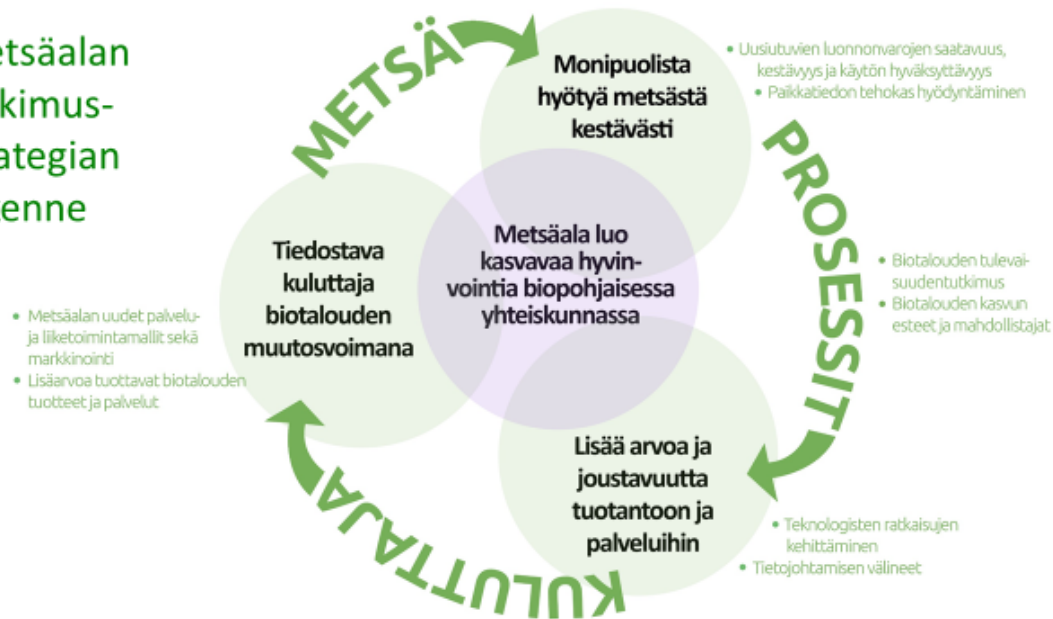 etsäalan
kimus-
ategian
enne
METSÄ
Monipuolista
hyötyä metsästä
kestävästi
• Uusiutuvien luonnonvarojen saatavuus,
kestävyys ja käytön hyväksyttävyys
• Paikkatiedon tehokas hyödyntäminen
PROSESSIT
Metsäala luo
kasvavaa hyvin-
vointia biopohjaisessa
yhteiskunnassa
Tiedostava
kuluttaja
biotalouden
muutosvoimana
• Biotalouden tulevai-
suudentutkimus
• Biotalouden kasvun
esteet ja mahdollistajat
• Metsäalan uudet palvelu-
ja liiketoimintamallit sekä
markkinointi
• Lisäarvoa tuottavat biotalouden
tuotteet ja palvelut
Lisää arvoa ja
joustavuutta
tuotantoon ja
palveluihin
• Teknologisten ratkaisujen
kehittäminen
• Tietojohtamisen välineet
KULUTTAJA